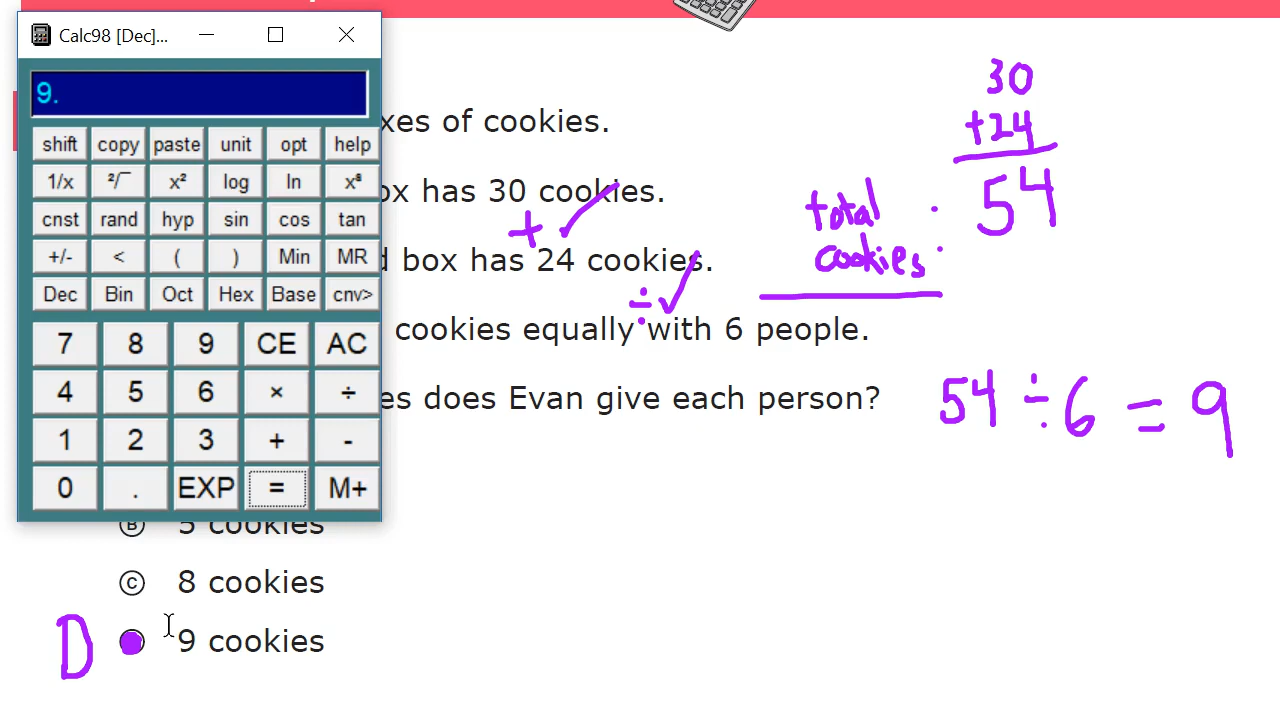 Calc98 [Dec]...
9.
shift copy paste unit opt help
1/x ²/‾ x² log ln xª
cnst rand hyp sin cos tan
+/- < ( ) Min MR
Dec Bin Oct Hex Base cnv>
7 8 9 CE AC
4 5 6 × ÷
1 2 3 + -
0 . EXP = M+
xes of cookies.
ox has 30 cookies.
+
d box has 24 cookies.
÷
cookies equally with 6 people.
es does Evan give each person?
30
+24
54
total
cookies:
54 ÷ 6 = 9
B 5 cookies
C 8 cookies
D 9 cookies